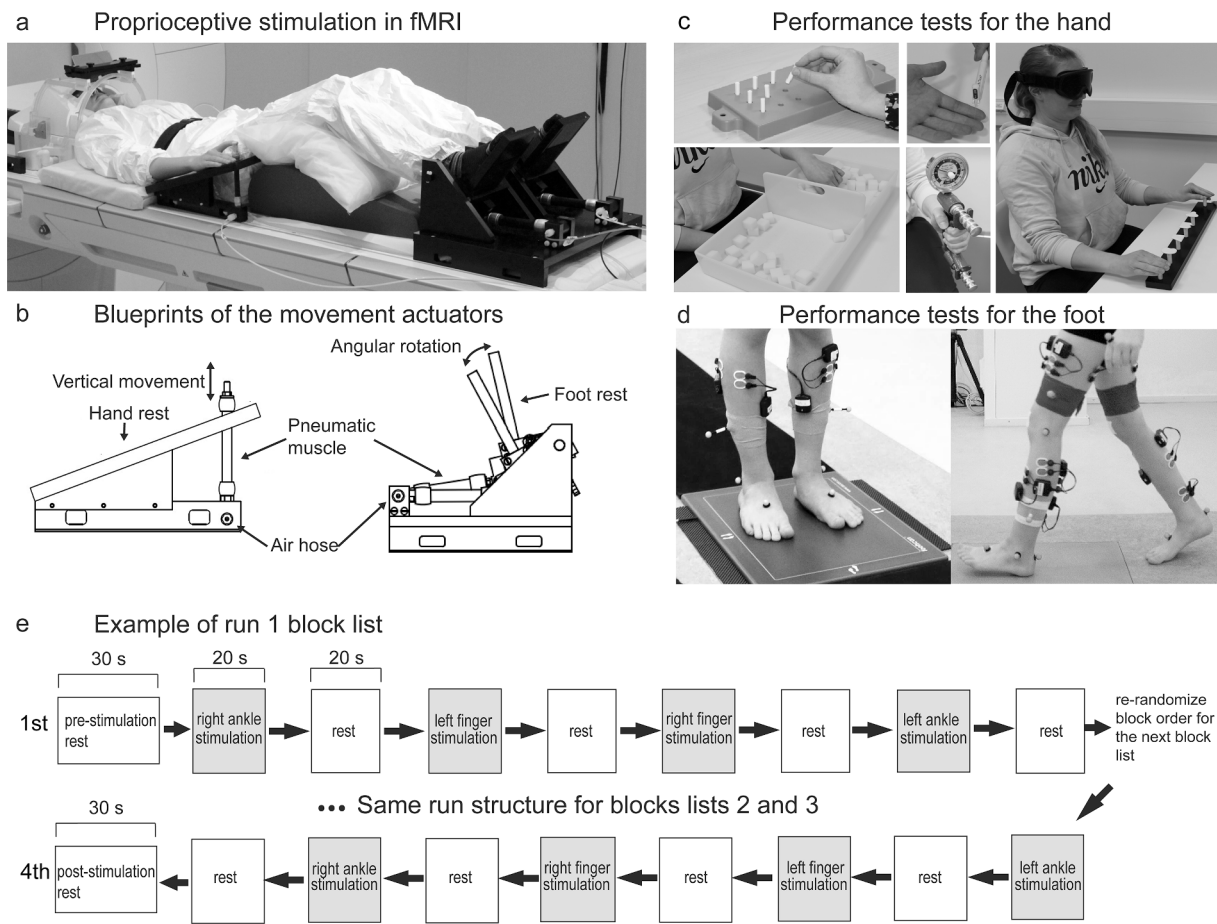 a Proprioceptive stimulation in fMRI
c Performance tests for the hand
nike
nike
b Blueprints of the movement actuators
Angular rotation
Vertical movement
Hand rest
Foot rest
Pneumatic
muscle
Air hose
d Performance tests for the foot
e Example of run 1 block list
30 s
20 s
20 s
1st
pre-stimulation
rest
right ankle
stimulation
rest
left finger
stimulation
rest
right finger
stimulation
rest
left ankle
stimulation
rest
re-randomize
block order for
the next block
list
••• Same run structure for blocks lists 2 and 3
30 s
4th
post-stimulation
rest
rest
right ankle
stimulation
rest
right finger
stimulation
rest
left finger
stimulation
rest
left ankle
stimulation